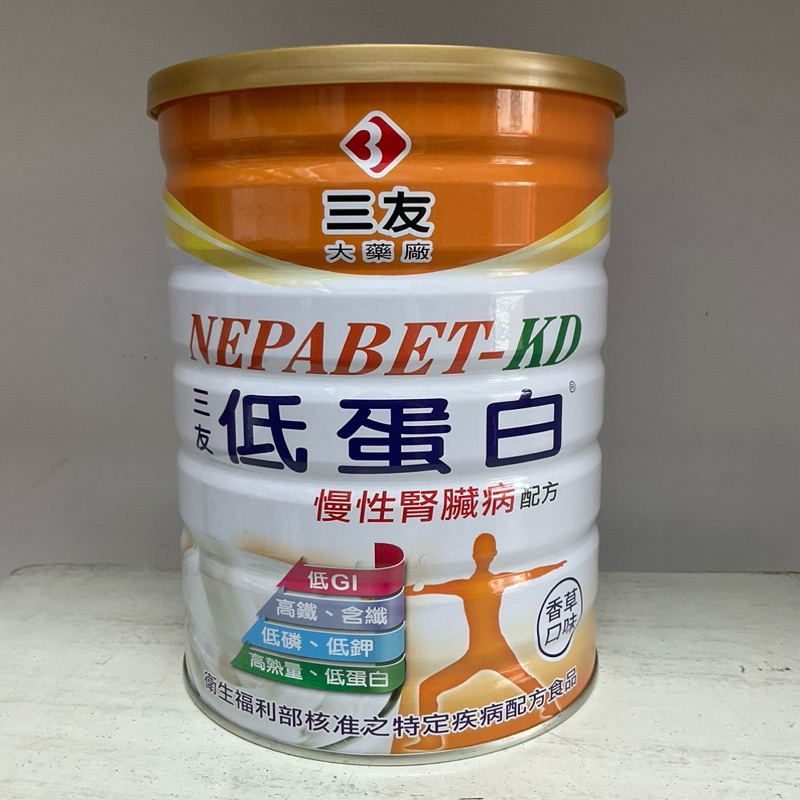 三友
大藥廠
NEPABET-KD
三友低蛋白®
慢性腎臟病配方
低GI
高鐵、含纖
低磷、低鉀
高熱量、低蛋白
香草
口味
衛生福利部核准之特定疾病配方食品